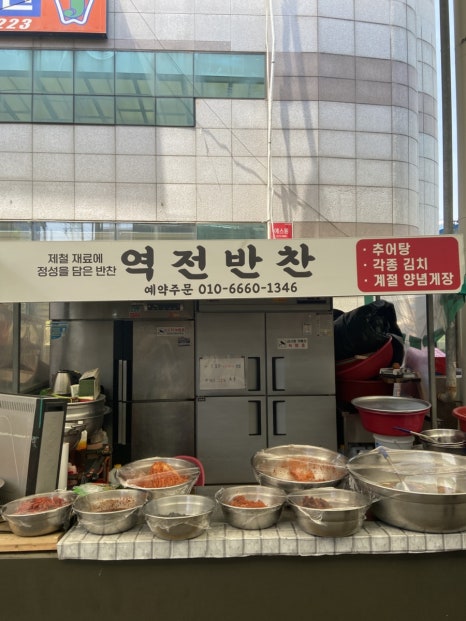 223
제철 재료에
정성을 담은 반찬
역전반찬
예약주문 010-6660-1346
· 추어탕
· 각종 김치
· 계절 양념게장